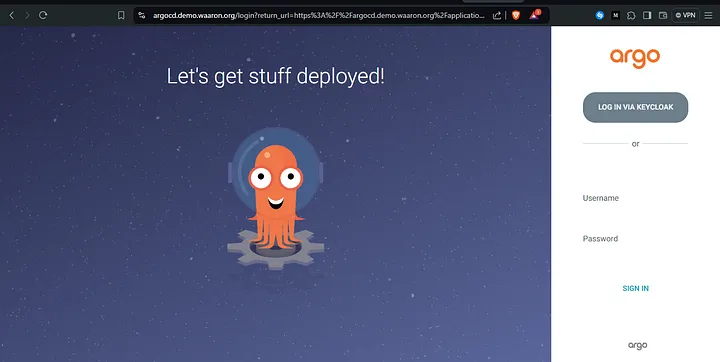 argocd.demo.waaron.org/login?return_url=https%3A%2F%2Fargocd.demo.waaron.org%2Fapplicatio...
1
M
VPN
Let's get stuff deployed!
argo
LOG IN VIA KEYCLOAK
or
Username
Password
SIGN IN
argo